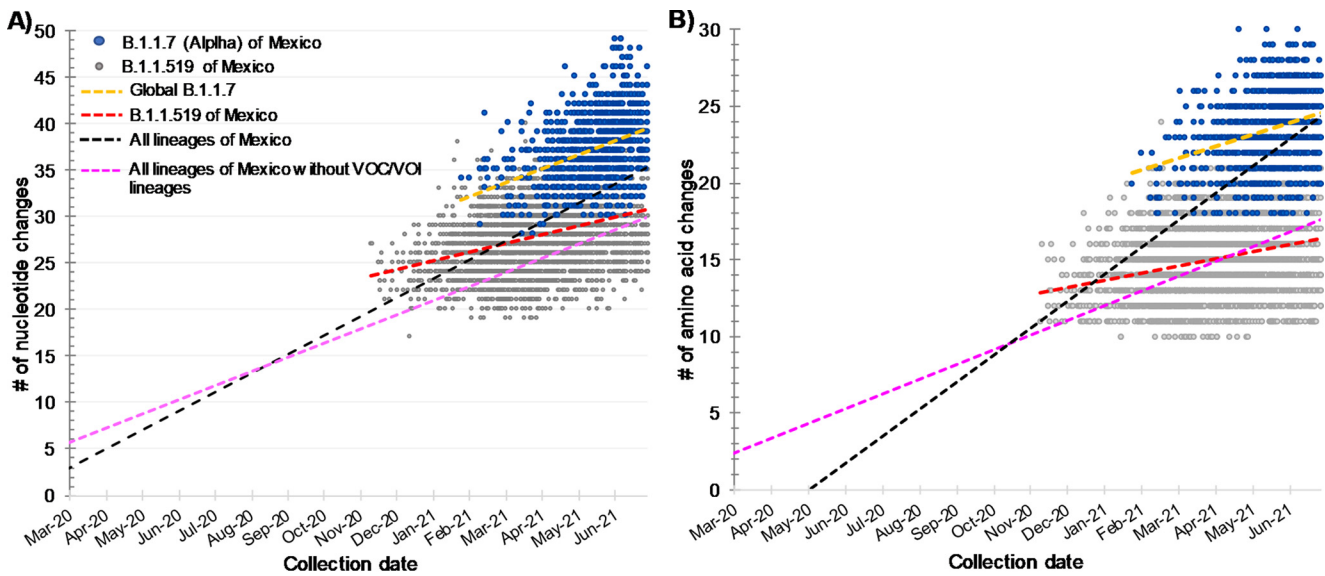 A)
# of nucleotide changes
50
45
40
35
30
25
20
15
10
5
0
B.1.1.7 (Alplha) of Mexico
B.1.1.519 of Mexico
Global B.1.1.7
B.1.1.519 of Mexico
All lineages of Mexico
All lineages of Mexico without VOC/VOI
lineages
Mar-20
Apr-20
May-20
Jun-20
Jul-20
Aug-20
Sep-20
Oct-20
Nov-20
Dec-20
Jan-21
Feb-21
Mar-21
Apr-21
May-21
Jun-21
Collection date
B)
# of amino acid changes
30
25
20
15
10
5
0
Mar-20
Apr-20
May-20
Jun-20
Jul-20
Aug-20
Sep-20
Oct-20
Nov-20
Dec-20
Jan-21
Feb-21
Mar-21
Apr-21
May-21
Jun-21
Collection date